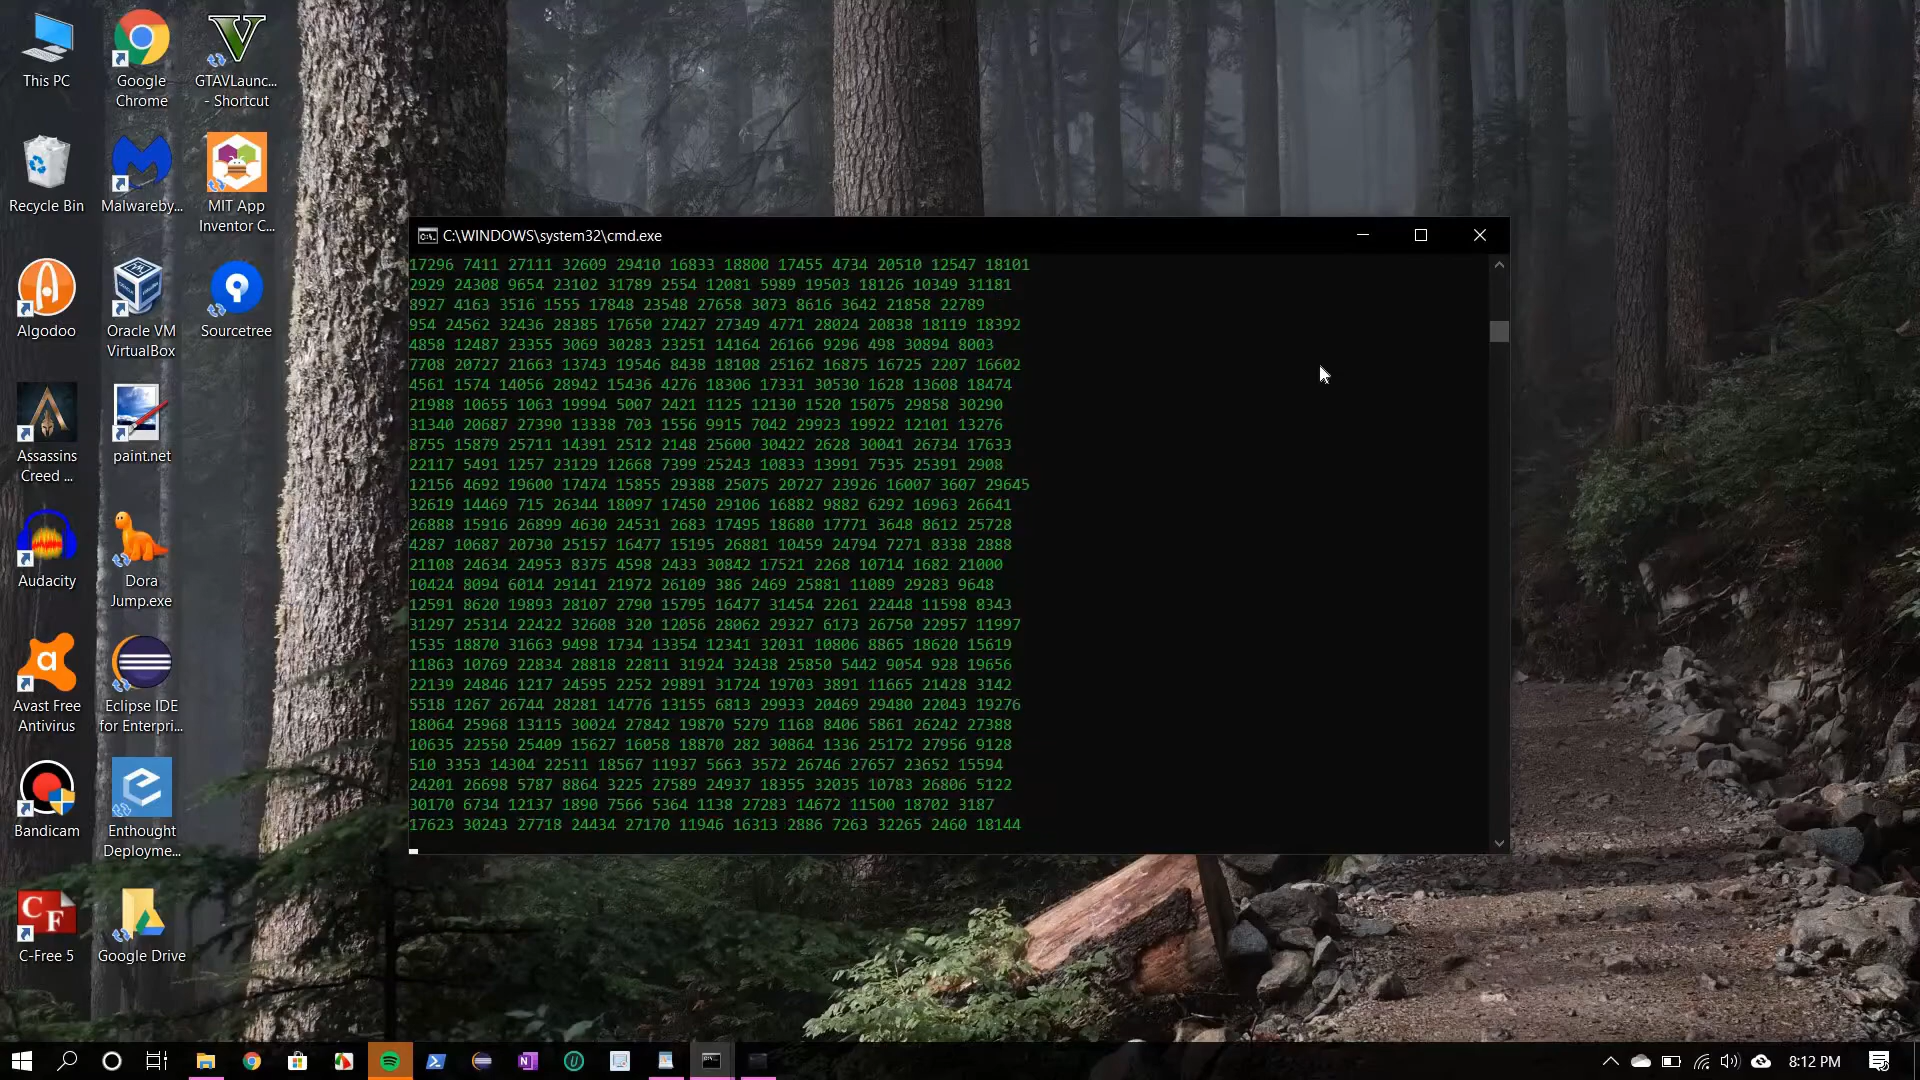 This PC
Google
Chrome
GTAVLaunc...
- Shortcut
Recycle Bin
Malwareby...
MIT App
Inventor C...
Algodoo
Oracle VM
VirtualBox
Sourcetree
Assassins
Creed ...
paint.net
Audacity
Dora
Jump.exe
Avast Free
Antivirus
Eclipse IDE
for Enterpri...
Bandicam
Enthought
Deployme...
CF
C-Free 5
Google Drive
C:\WINDOWS\system32\cmd.exe
17296 7411 27111 32609 29410 16833 18800 17455 4734 20510 12547 18101
2929 24308 9654 23102 31789 2554 12081 5989 19503 18126 10349 31181
8927 4163 3516 1555 17848 23548 27658 3073 8616 3642 21858 22789
954 24562 32436 28385 17650 27427 27349 4771 28024 20838 18119 18392
4858 12487 23355 3069 30283 23251 14164 26166 9296 498 30894 8003
7708 20727 21663 13743 19546 8438 18108 25162 16875 16725 2207 16602
4561 1574 14056 28942 15436 4276 18306 17331 30530 1628 13608 18474
21988 10655 1063 19994 5007 2421 1125 12130 1520 15075 29858 30290
31340 20687 27390 13338 703 1556 9915 7042 29923 19922 12101 13276
8755 15879 25711 14391 2512 2148 25600 30422 2628 30041 26734 17633
22117 5491 1257 23129 12668 7399 25243 10833 13991 7535 25391 2908
12156 4692 19600 17474 15855 29388 25075 20727 23926 16007 3607 29645
32619 14469 715 26344 18097 17450 29106 16882 9882 6292 16963 26641
26888 15916 26899 4630 24531 2683 17495 18680 17771 3648 8612 25728
4287 10687 20730 25157 16477 15195 26881 10459 24794 7271 8338 2888
21108 24634 24953 8375 4598 2433 30842 17521 2268 10714 1682 21000
10424 8094 6014 29141 21972 26109 386 2469 25881 11089 29283 9648
12591 8620 19893 28107 2790 15795 16477 31454 2261 22448 11598 8343
31297 25314 22422 32608 320 12056 28062 29327 6173 26750 22957 11997
1535 18870 31663 9498 1734 13354 12341 32031 10806 8865 18620 15619
11863 10769 22834 28818 22811 31924 32438 25850 5442 9054 928 19656
22139 24846 1217 24595 2252 29891 31724 19703 3891 11665 21428 3142
5518 1267 26744 28281 14776 13155 6813 29933 20469 29480 22043 19276
18064 25968 13115 30024 27842 19870 5279 1168 8406 5861 26242 27388
10635 22550 25409 15627 16058 18870 282 30864 1336 25172 27956 9128
510 3353 14304 22511 18567 11937 5663 3572 26746 27657 23652 15594
24201 26698 5787 8864 3225 27589 24937 18355 32035 10783 26806 5122
30170 6734 12137 1890 7566 5364 1138 27283 14672 11500 18702 3187
17623 30243 27718 24434 27170 11946 16313 2886 7263 32265 2460 18144
8:12 PM